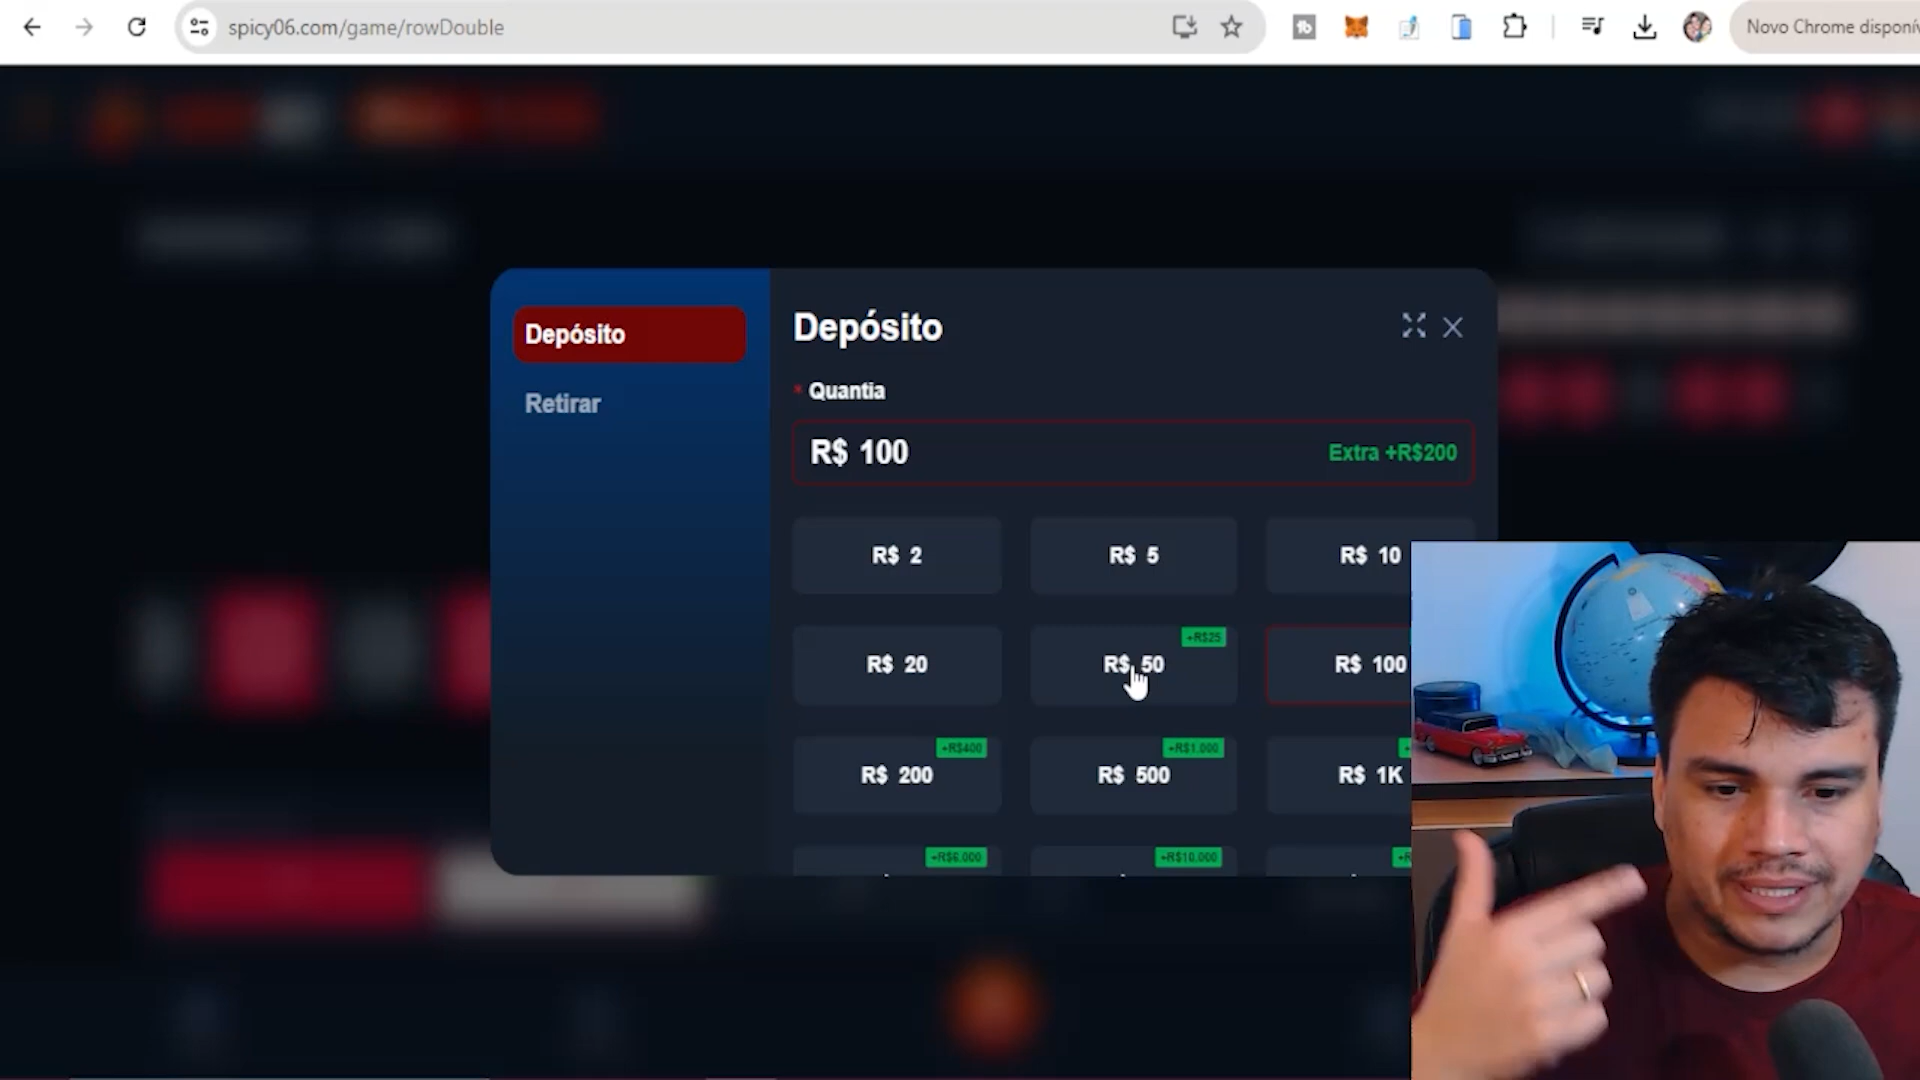 spicy06.com/game/rowDouble
Novo Chrome disponív
Depósito
Retirar
Depósito
* Quantia
R$ 100
Extra +R$200
R$ 2
R$ 5
R$ 10
R$ 20
+R$25
R$ 50
R$ 100
+R$400
R$ 200
+R$1.000
R$ 500
R$ 1K
+R$6.000
+R$10.000